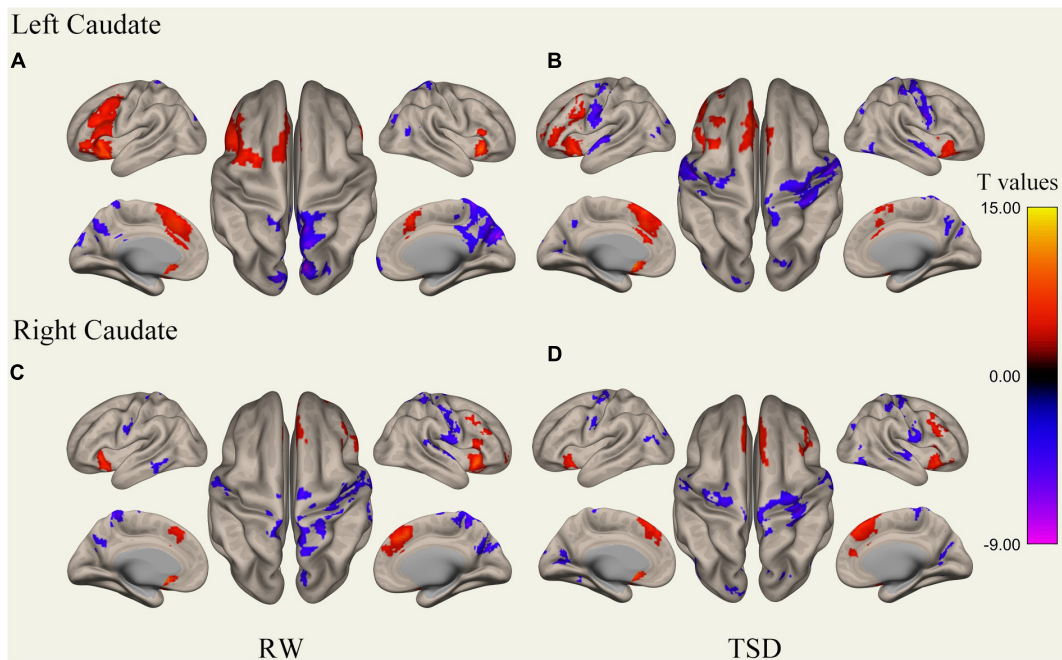 Left Caudate
A
B
T values
15.00
0.00
-9.00
Right Caudate
C
D
RW
TSD